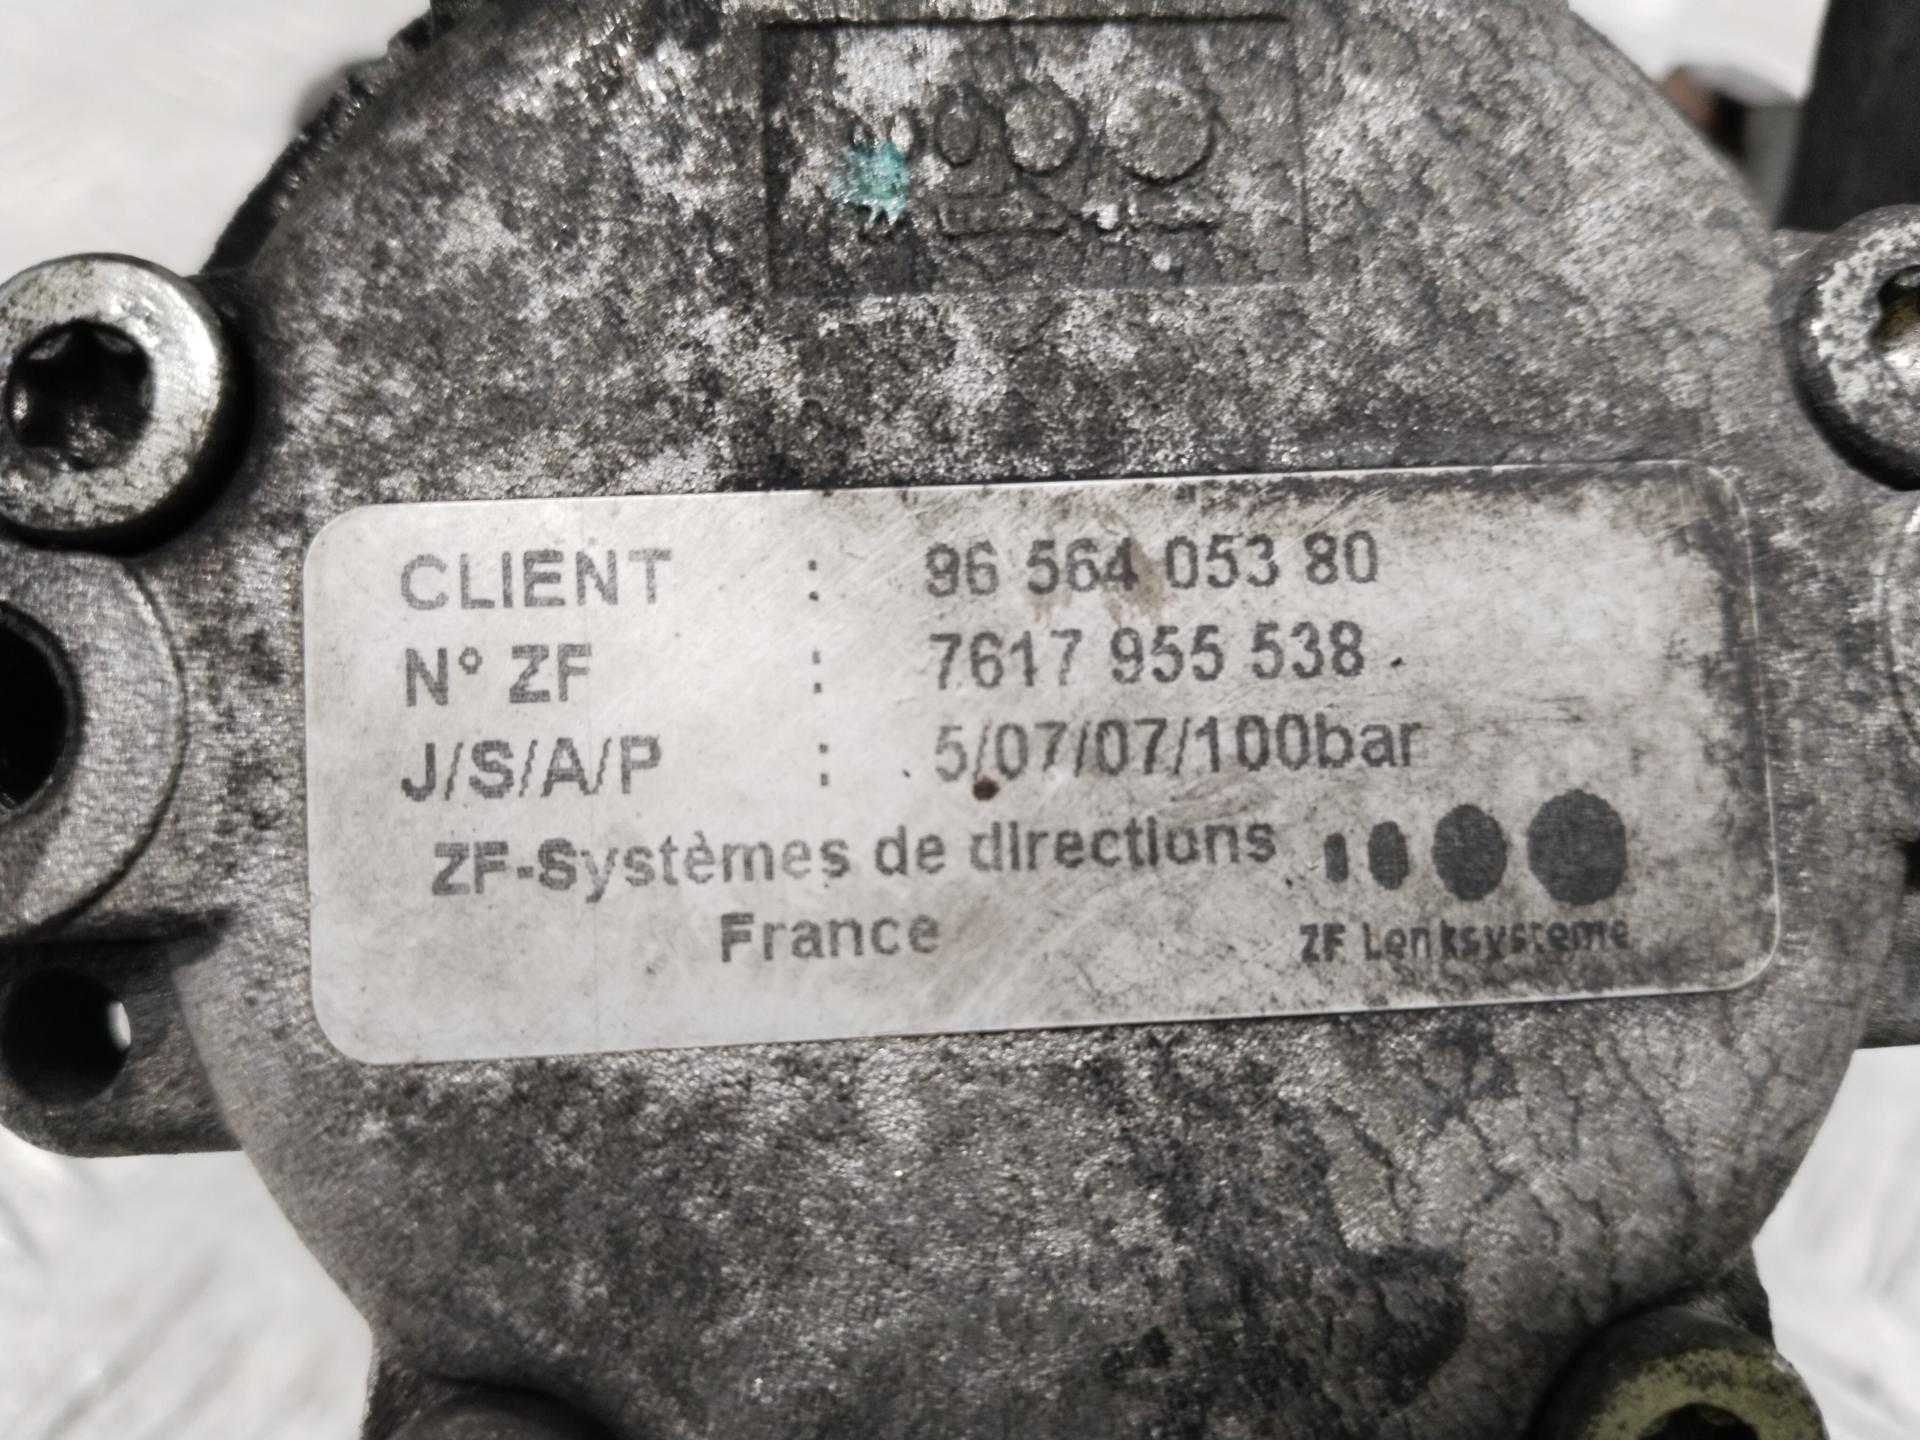 CLIENT : 96 564 053 80
N° ZF : 7617 955 538
J/S/A/P : 5/07/07/100bar
ZF-Systèmes de directions
France
ZF Lenksysteme